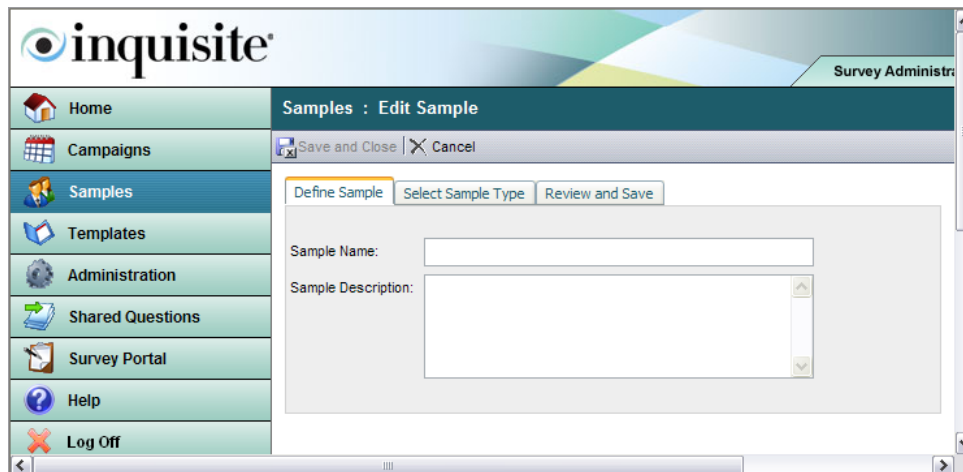 inquisite
Survey Administra
Home
Campaigns
Samples
Templates
Administration
Shared Questions
Survey Portal
Help
Log Off
Samples : Edit Sample
Save and Close Cancel
Define Sample Select Sample Type Review and Save
Sample Name:
Sample Description: